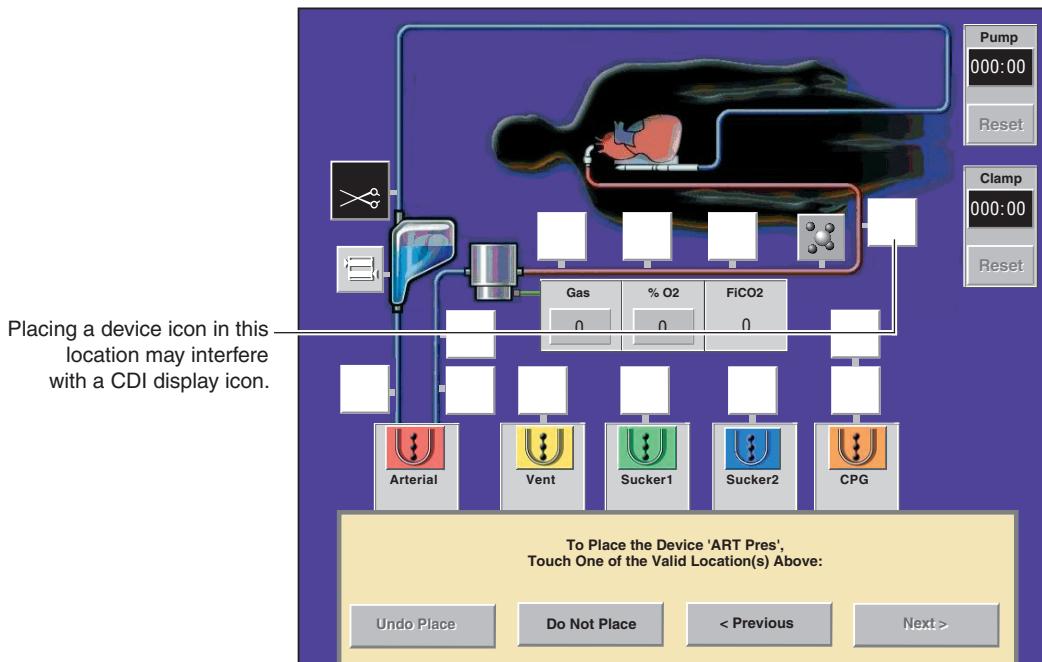 Pump
000:00
Reset
Clamp
000:00
Reset
Gas
% O2
FiCO2
0
0
0
Placing a device icon in this
location may interfere
with a CDI display icon.
Arterial
Vent
Sucker1
Sucker2
CPG
To Place the Device 'ART Pres',
Touch One of the Valid Location(s) Above:
Undo Place
Do Not Place
< Previous
Next >